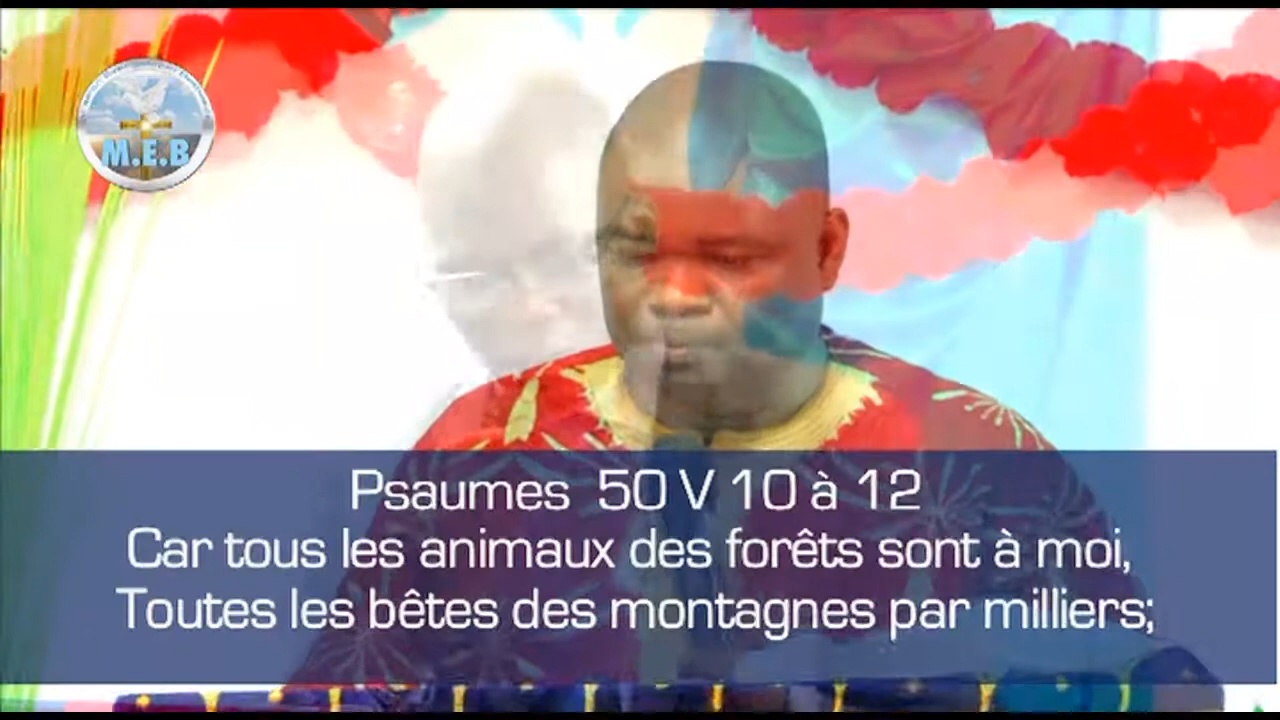 M.E.B
Psaumes 50 V 10 à 12
Car tous les animaux des forêts sont à moi,
Toutes les bêtes des montagnes par milliers;